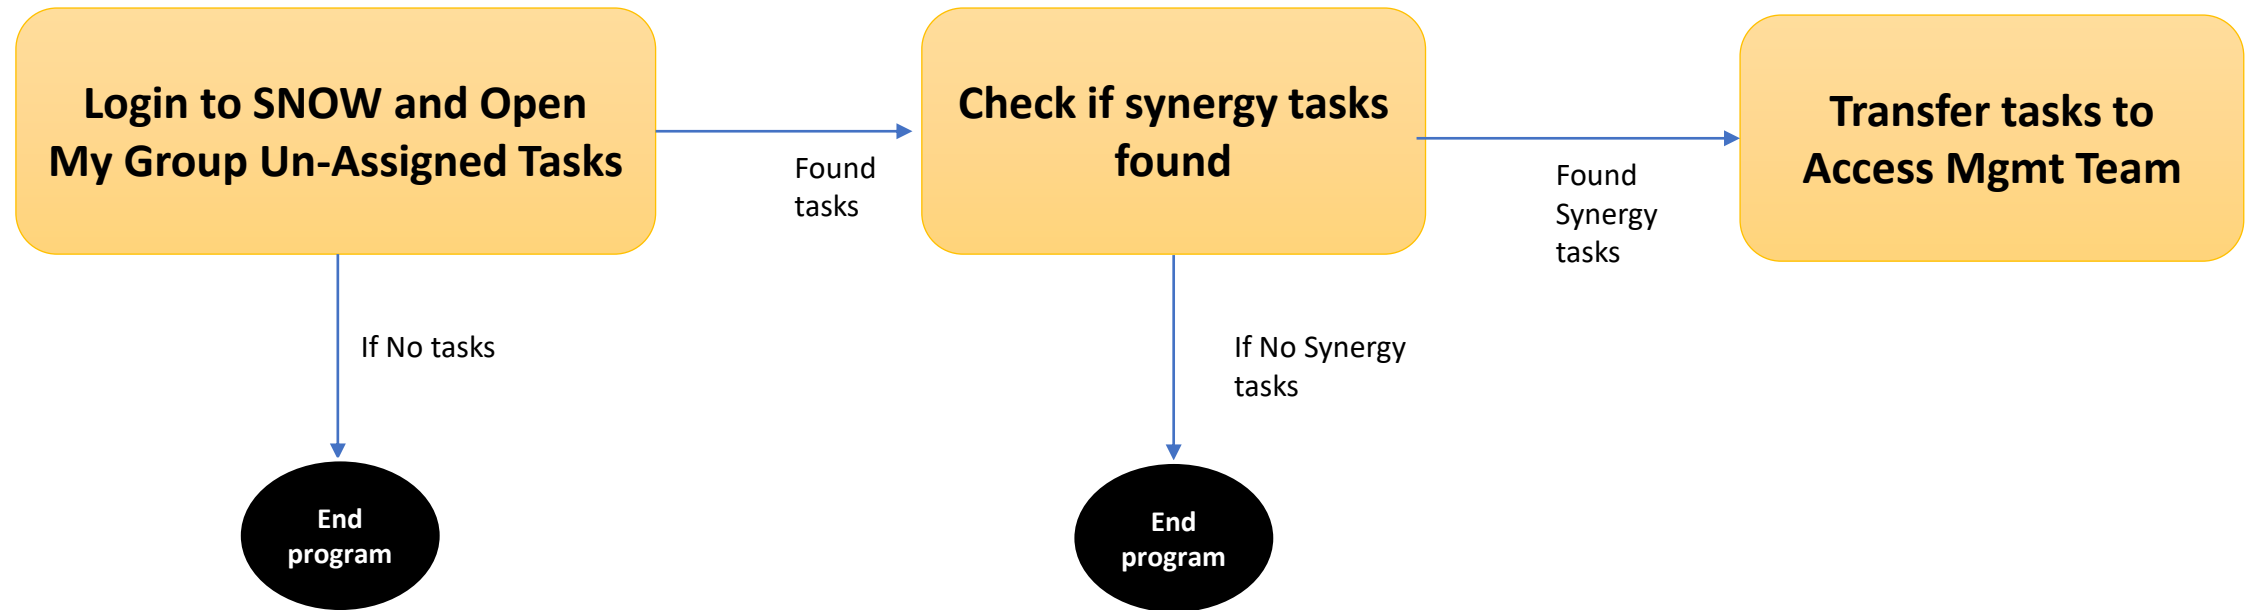 Login to SNOW and Open
My Group Un-Assigned Tasks
Found
tasks
Check if synergy tasks
found
Found
Synergy
tasks
Transfer tasks to
Access Mgmt Team
If No tasks
If No Synergy
tasks
End
program
End
program